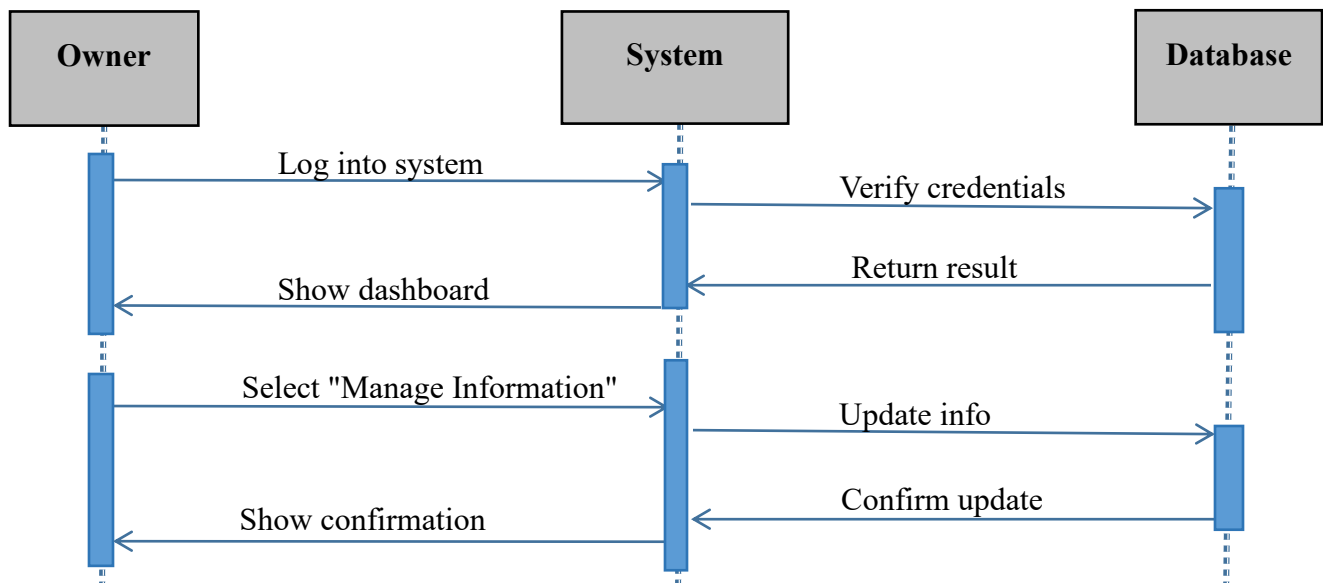 Owner
System
Database
Log into system
Verify credentials
Return result
Show dashboard
Select "Manage Information"
Update info
Confirm update
Show confirmation